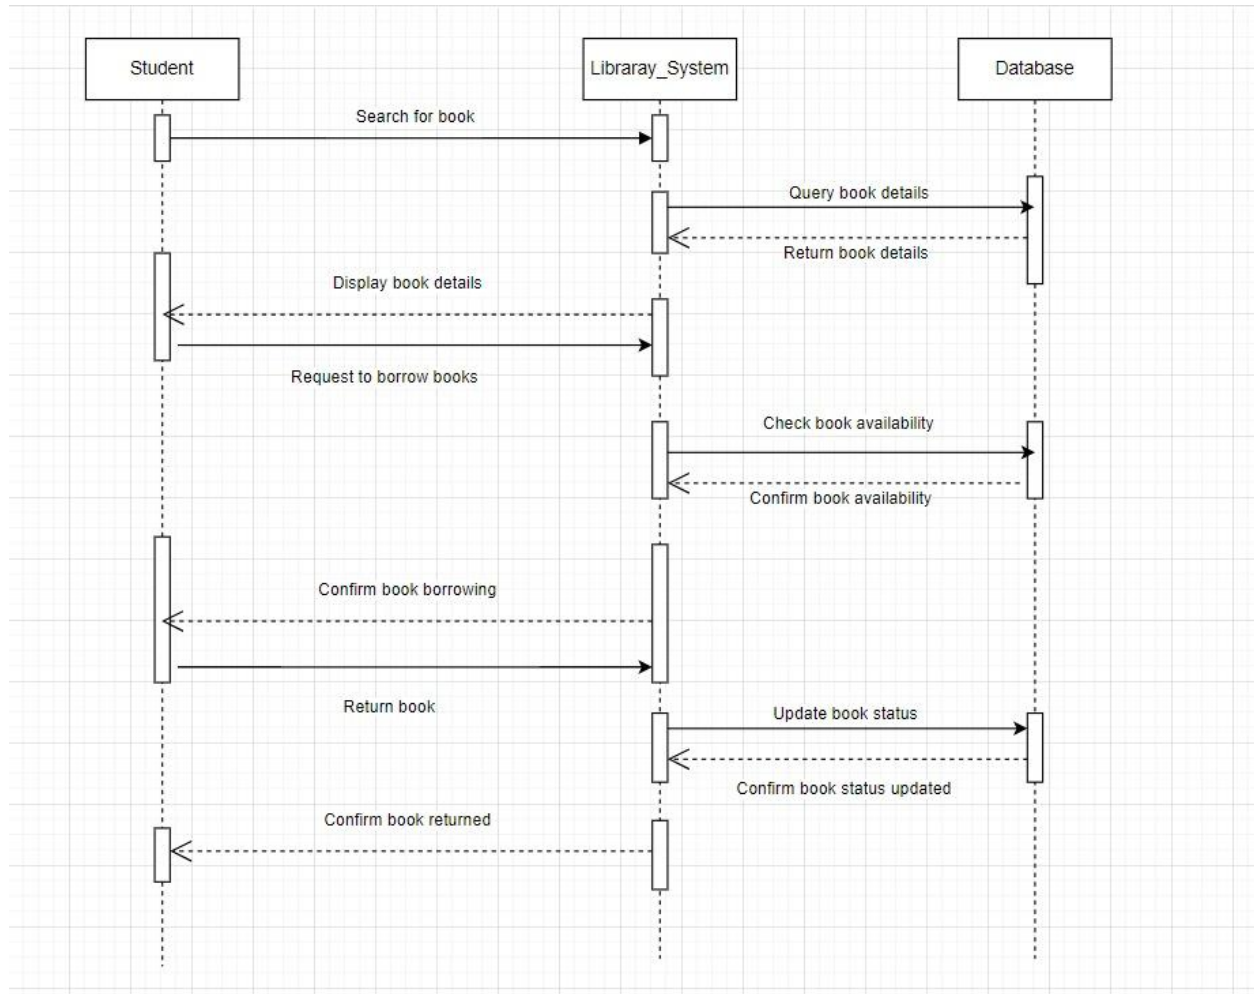 Student
Libraray_System
Database
Search for book
Query book details
Return book details
Display book details
Request to borrow books
Check book availability
Confirm book availability
Confirm book borrowing
Return book
Update book status
Confirm book status updated
Confirm book returned